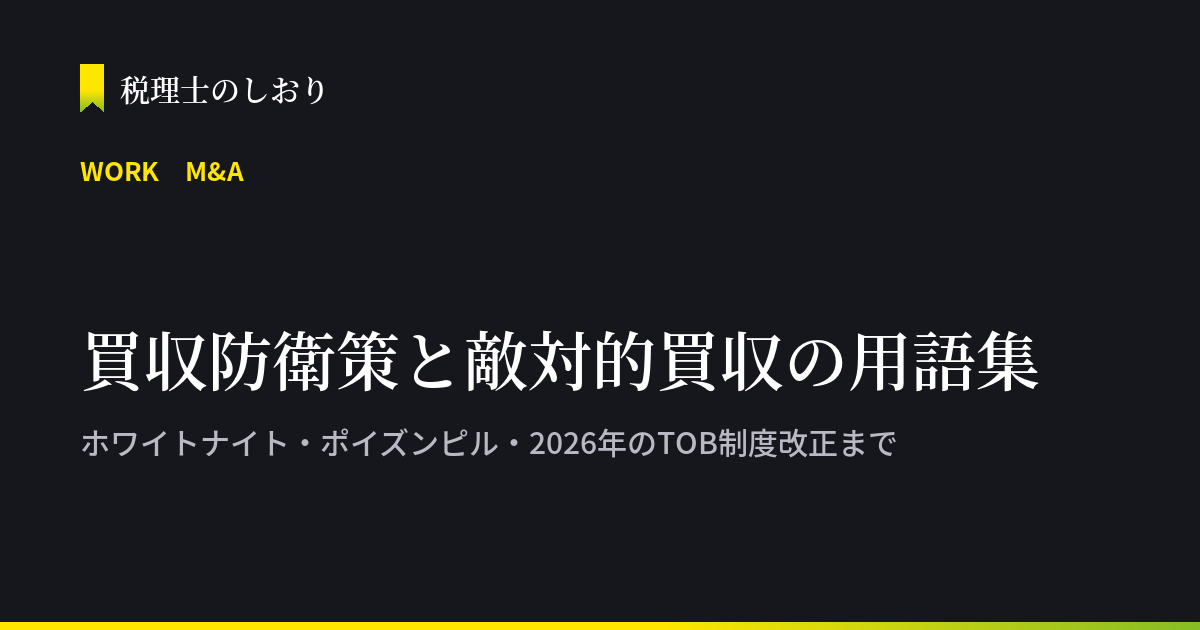 税理士のしおり
WORK M&A
買収防衛策と敵対的買収の用語集
ホワイトナイト・ポイズンピル・2026年のTOB制度改正まで